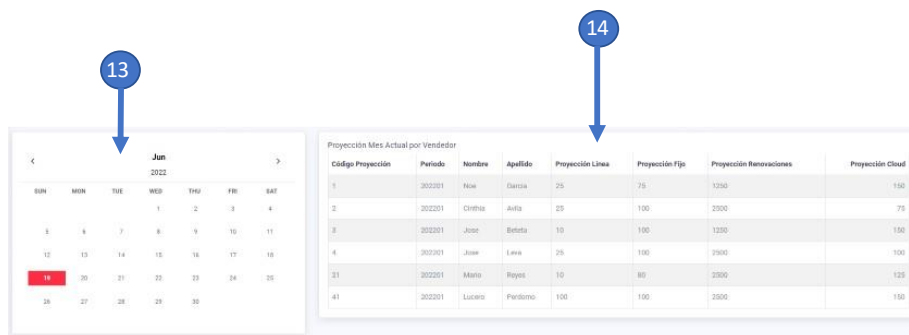 13
14
< Jun >
2022
SUN MON TUE WED THU FRI SAT
1 2 3 4
5 6 7 8 9 10 11
12 13 14 15 16 17 18
19 20 21 22 23 24 25
26 27 28 29 30
Proyección Mes Actual por Vendedor
Código Proyección Periodo Nombre Apellido Proyección Linea Proyección Fijo Proyección Renovaciones Proyección Cloud
1 202201 Noe Garcia 25 75 1250 150
2 202201 Cinthia Avila 25 100 2500 75
3 202201 Jose Beteta 10 100 1250 150
4 202201 Jose Leva 25 100 2500 100
21 202201 Mario Reyes 10 80 2500 125
41 202201 Lucero Perdomo 100 100 2500 150